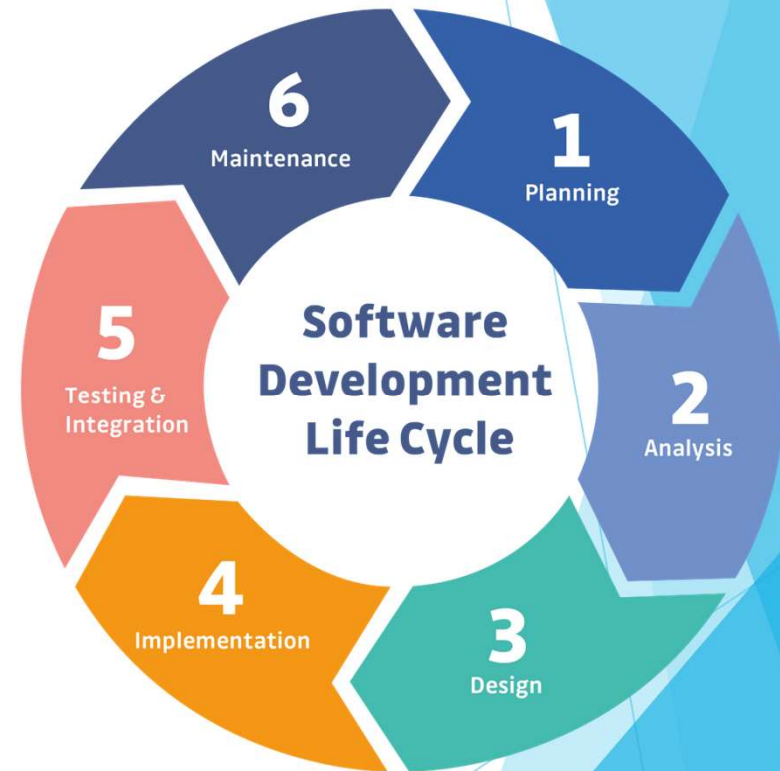 Software
Development
Life Cycle
1
Planning
2
Analysis
3
Design
4
Implementation
5
Testing &
Integration
6
Maintenance